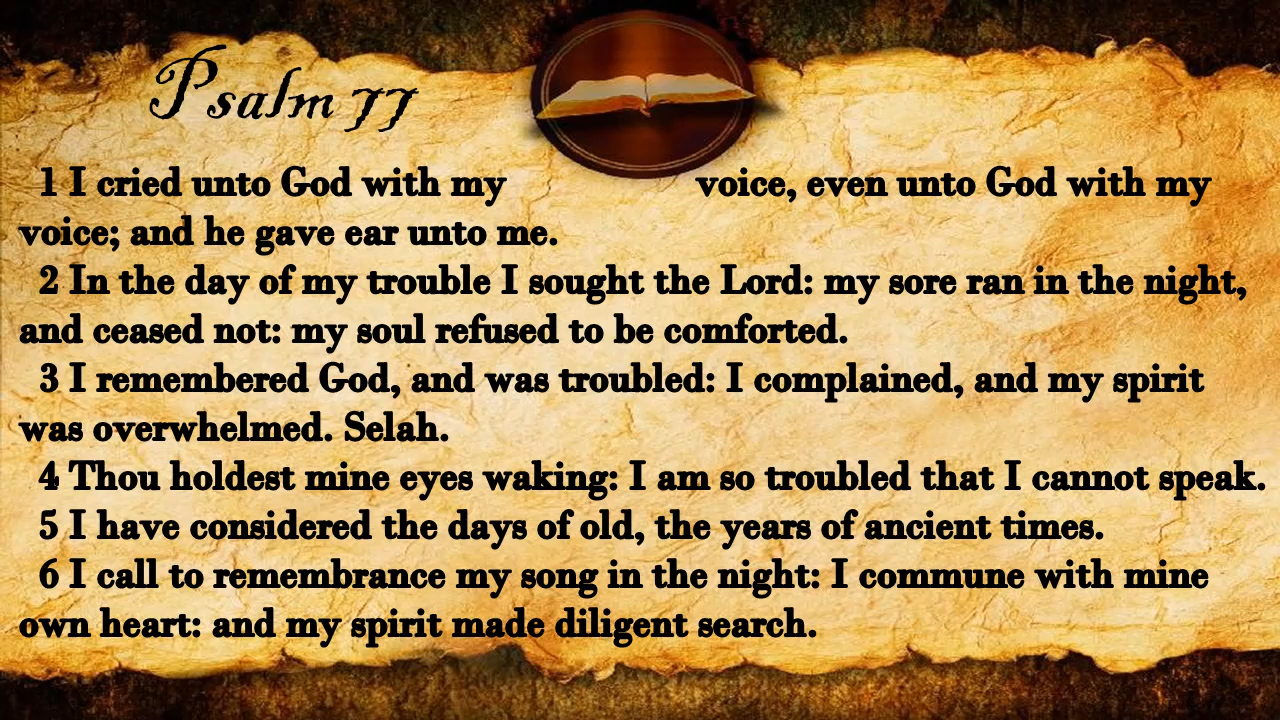 Psalm 77
1 I cried unto God with my voice, even unto God with my
voice; and he gave ear unto me.
2 In the day of my trouble I sought the Lord: my sore ran in the night,
and ceased not: my soul refused to be comforted.
3 I remembered God, and was troubled: I complained, and my spirit
was overwhelmed. Selah.
4 Thou holdest mine eyes waking: I am so troubled that I cannot speak.
5 I have considered the days of old, the years of ancient times.
6 I call to remembrance my song in the night: I commune with mine
own heart: and my spirit made diligent search.